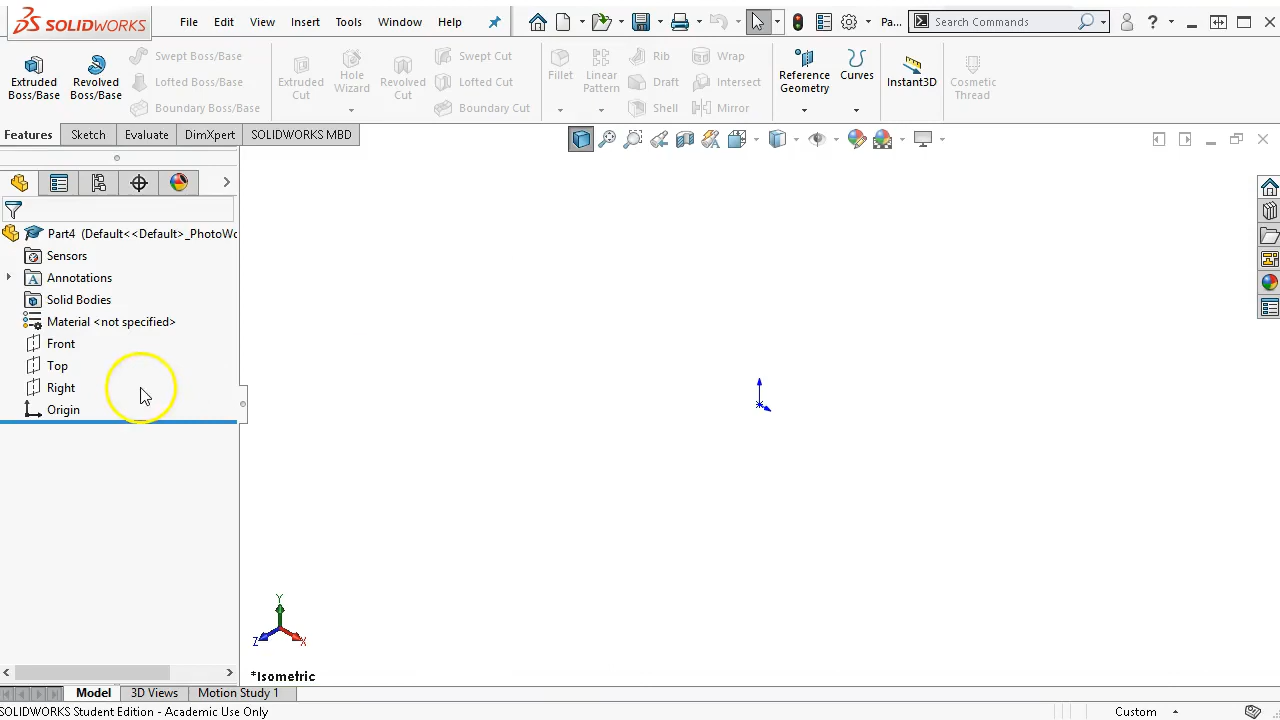 SOLIDWORKS File Edit View Insert Tools Window Help Pa... Search Commands ?
Extruded Boss/Base
Revolved Boss/Base
Swept Boss/Base
Lofted Boss/Base
Boundary Boss/Base
Extruded Cut
Hole Wizard
Revolved Cut
Swept Cut
Lofted Cut
Boundary Cut
Fillet
Linear Pattern
Rib
Draft
Shell
Wrap
Intersect
Mirror
Reference Geometry
Curves
Instant3D
Cosmetic Thread
Features Sketch Evaluate DimXpert SOLIDWORKS MBD
Part4 (Default<<Default>_PhotoWo
Sensors
A Annotations
Solid Bodies
Material <not specified>
Front
Top
Right
Origin
Y
Z X
*Isometric
Model 3D Views Motion Study 1
SOLIDWORKS Student Edition - Academic Use Only Custom